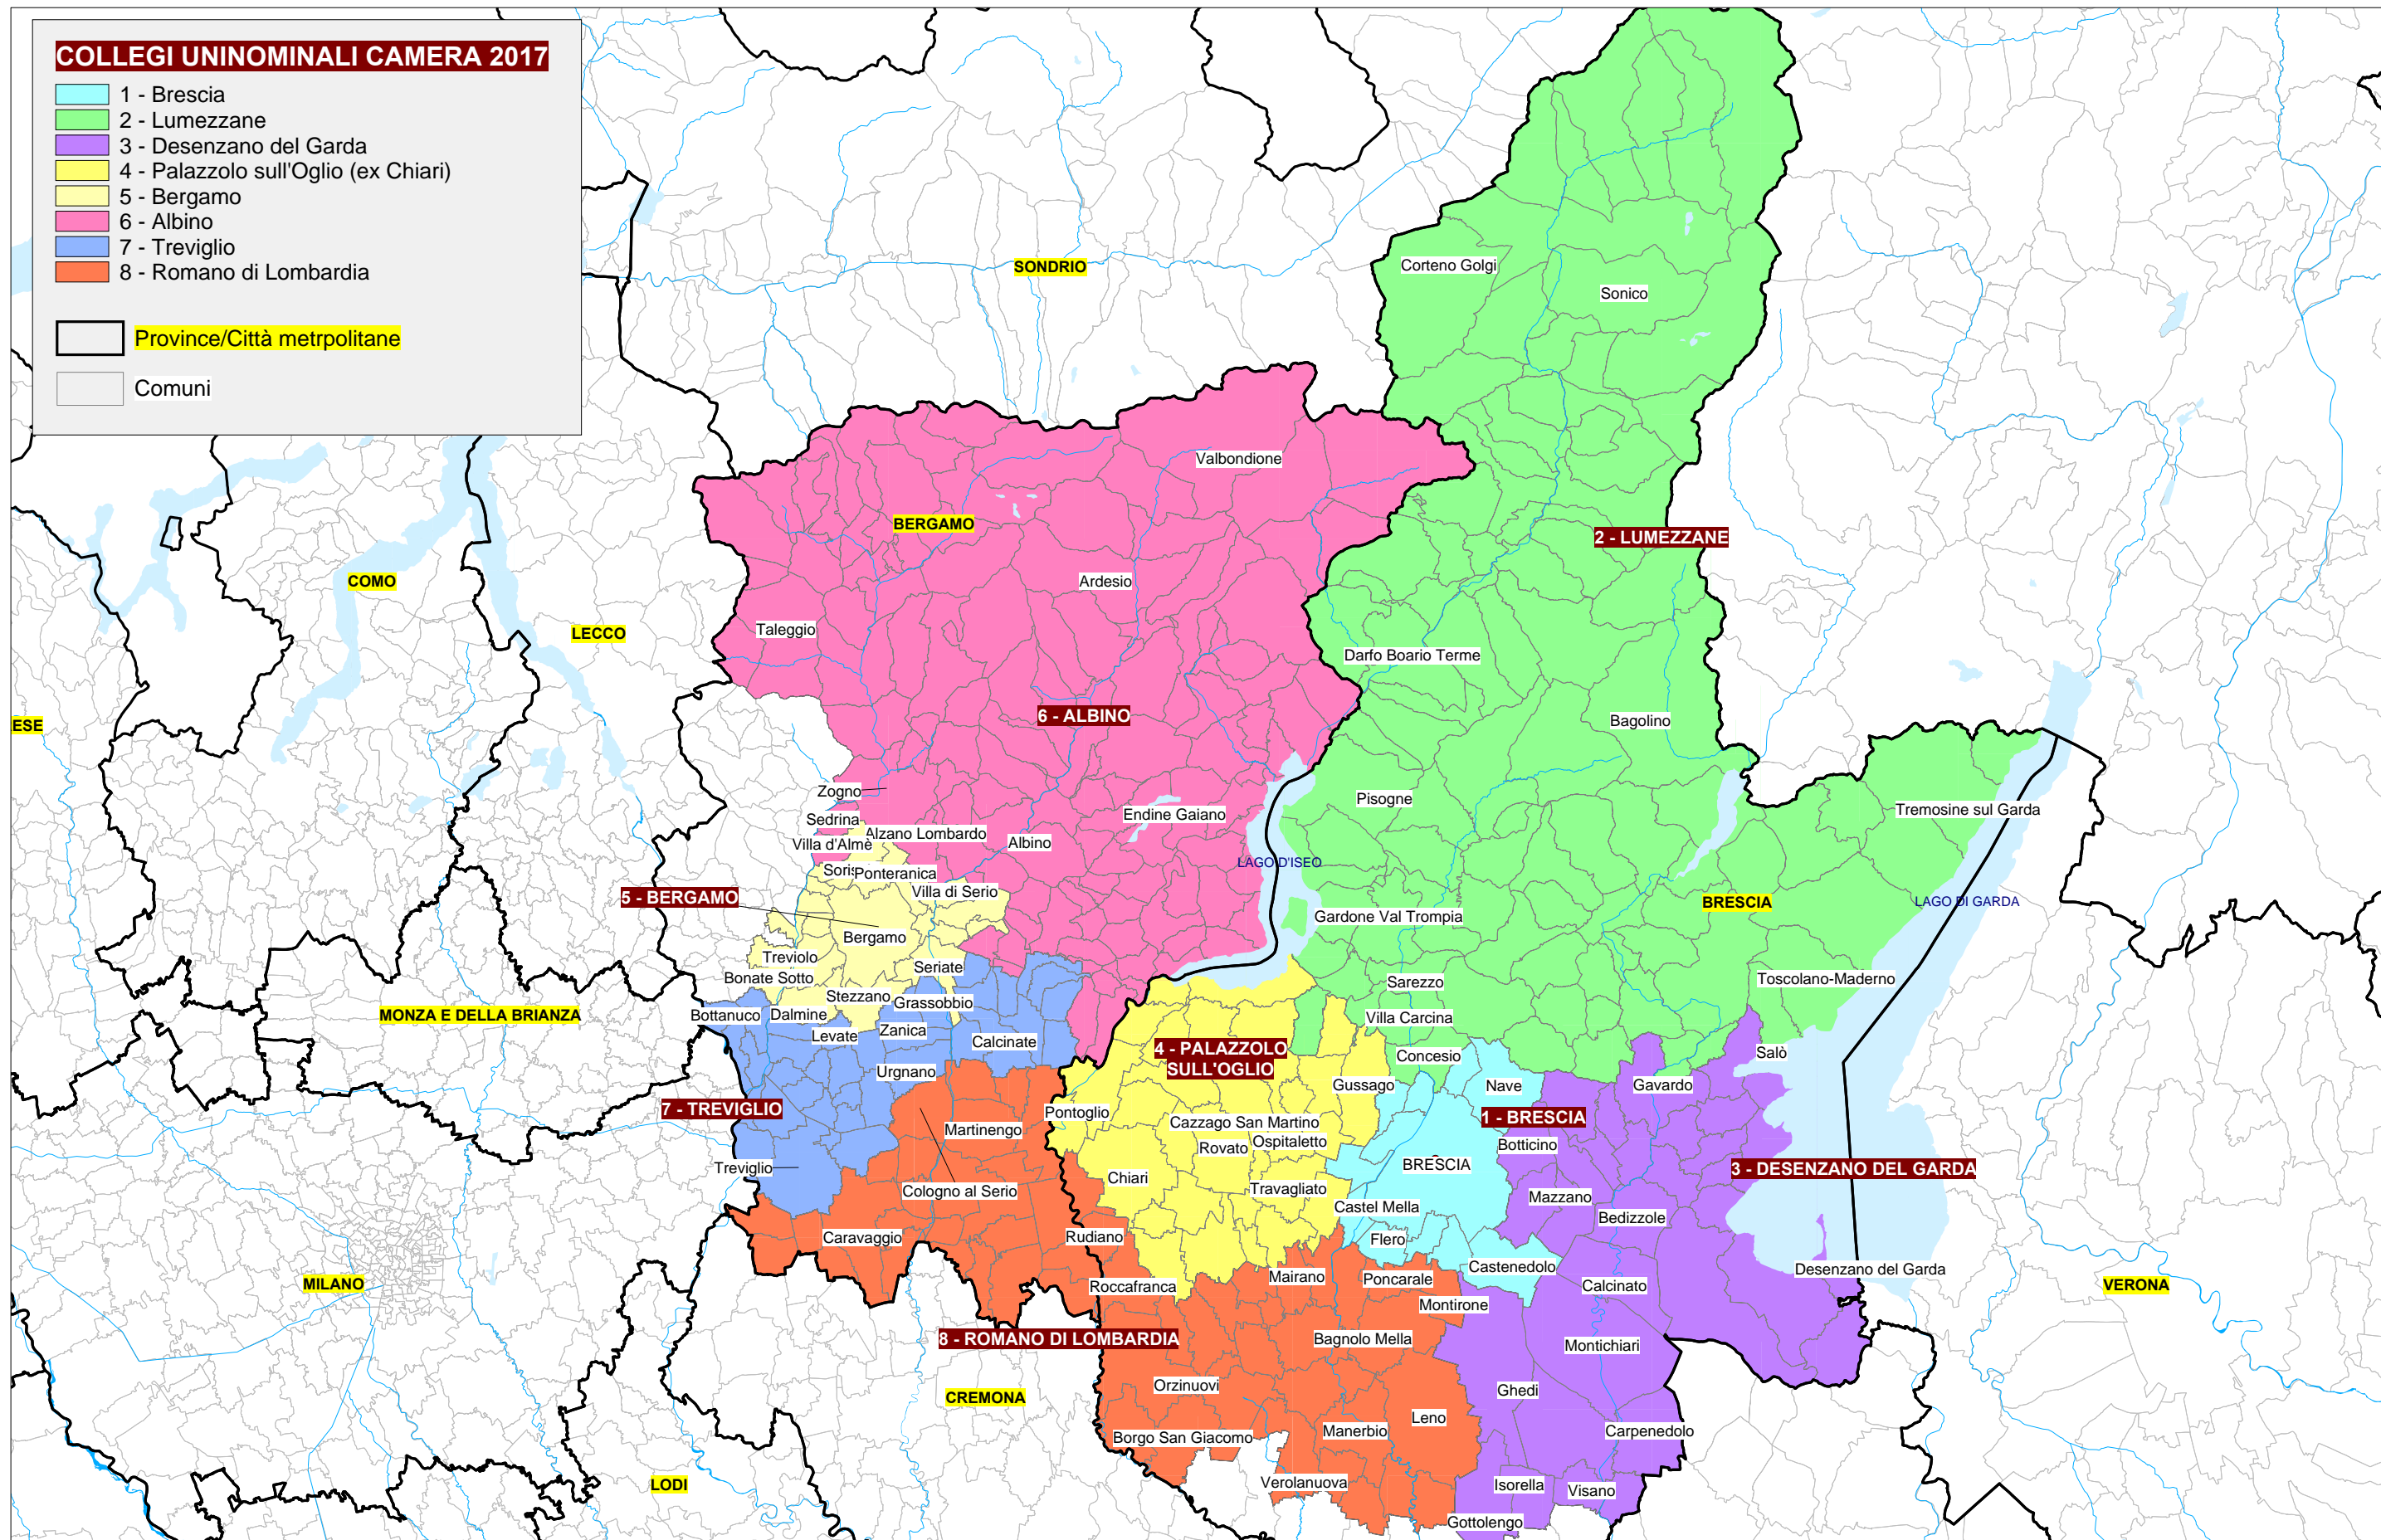 COLLEGI UNINOMINALI CAMERA 2017
1 - Brescia
2 - Lumezzane
3 - Desenzano del Garda
4 - Palazzolo sull'Oglio (ex Chiari)
5 - Bergamo
6 - Albino
7 - Treviglio
8 - Romano di Lombardia
Province/Città metrpolitane
Comuni
SONDRIO
Corteno Golgi
Sonico
Valbondione
BERGAMO
2 - LUMEZZANE
COMO
Ardesio
LECCO
Taleggio
Darfo Boario Terme
6 - ALBINO
Bagolino
ESE
Zogno
Pisogne
Endine Gaiano
Tremosine sul Garda
Sedrina
Alzano Lombardo
Villa d'Almè
Albino
LAGO D'ISEO
Soris
Ponteranica
Villa di Serio
5 - BERGAMO
BRESCIA
LAGO DI GARDA
Gardone Val Trompia
Bergamo
Treviolo
Seriate
Bonate Sotto
Toscolano-Maderno
Sarezzo
Stezzano
Grassobbio
MONZA E DELLA BRIANZA
Bottanuco
Dalmine
Villa Carcina
Levate
Zanica
Calcinate
4 - PALAZZOLO
SULL'OGLIO
Concesio
Salò
Urgnano
Gussago
Nave
Gavardo
7 - TREVIGLIO
Pontoglio
Cazzago San Martino
1 - BRESCIA
Martinengo
Ospitaletto
Rovato
Botticino
Treviglio
BRESCIA
3 - DESENZANO DEL GARDA
Chiari
Cologno al Serio
Travagliato
Mazzano
Castel Mella
Bedizzole
Caravaggio
Rudiano
Flero
Castenedolo
Desenzano del Garda
MILANO
Mairano
Poncarale
Roccafranca
Calcinato
VERONA
Montirone
8 - ROMANO DI LOMBARDIA
Bagnolo Mella
Montichiari
Orzinuovi
Ghedi
CREMONA
Leno
Borgo San Giacomo
Manerbio
Carpenedolo
LODI
Verolanuova
Isorella
Visano
Gottolengo